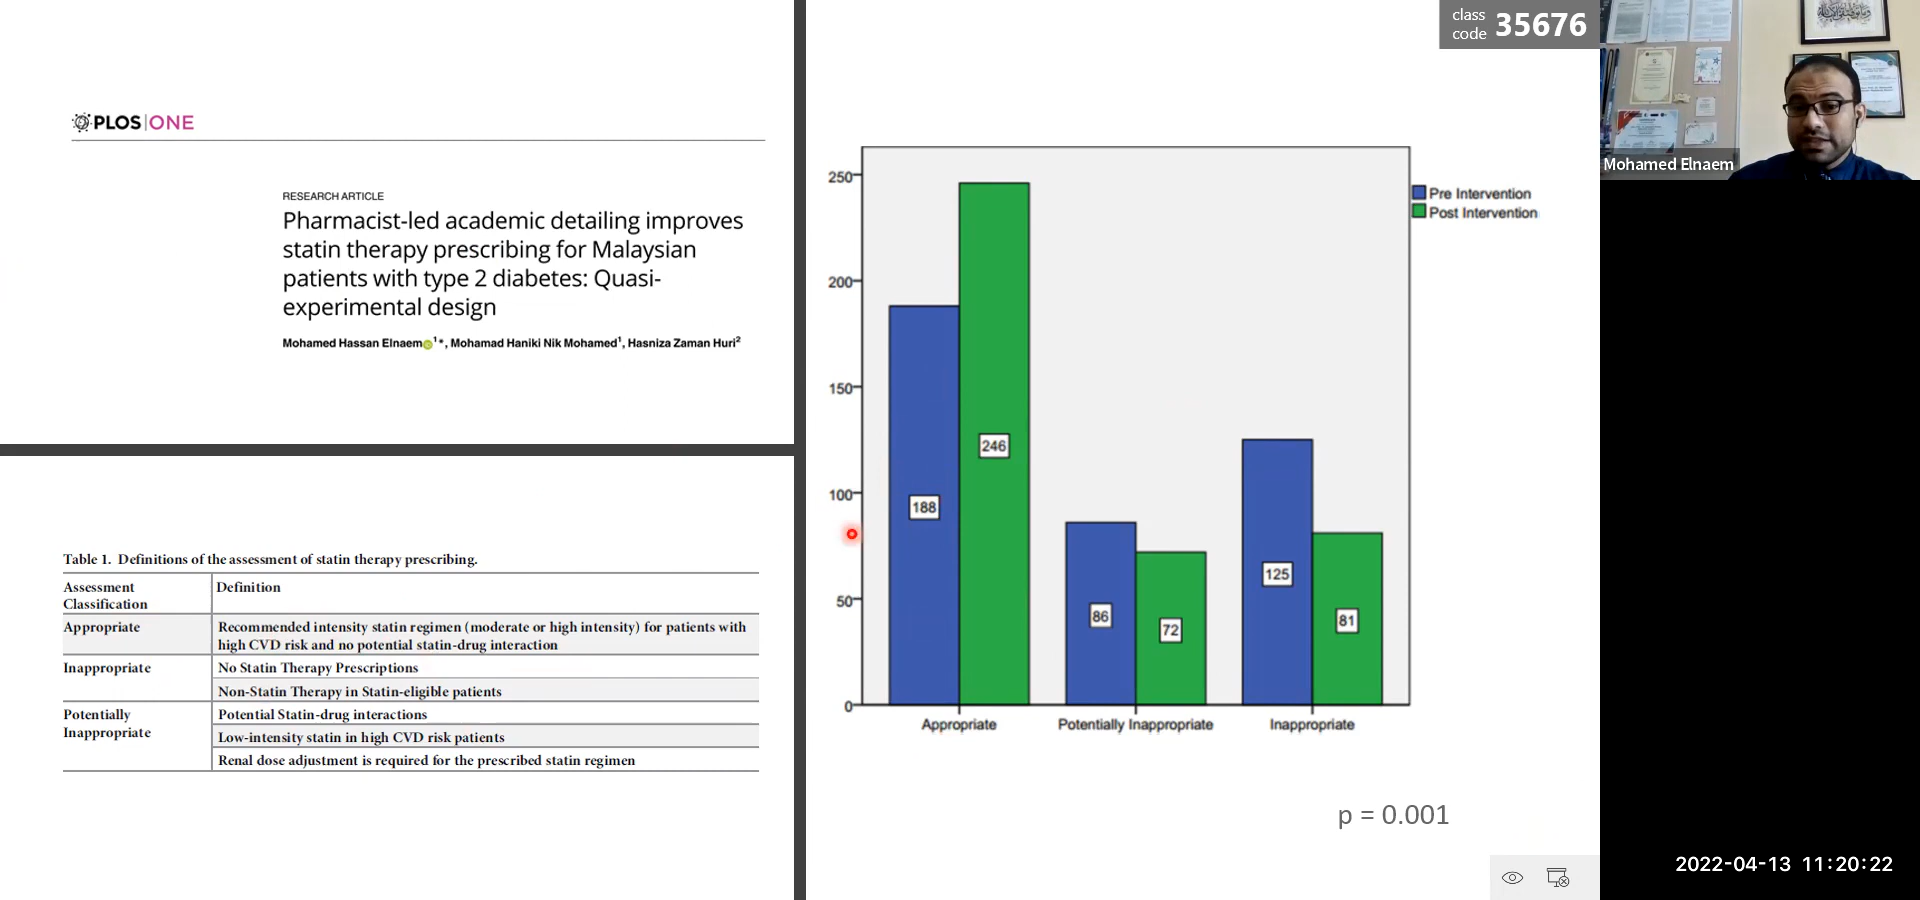 PLOS ONE
RESEARCH ARTICLE
Pharmacist-led academic detailing improves
statin therapy prescribing for Malaysian
patients with type 2 diabetes: Quasi-
experimental design
Mohamed Hassan Elnaem 1*, Mohamad Haniki Nik Mohamed1, Hasniza Zaman Huri2
Table 1. Definitions of the assessment of statin therapy prescribing.
Assessment
Classification
Definition
Appropriate
Recommended intensity statin regimen (moderate or high intensity) for patients with
high CVD risk and no potential statin-drug interaction
Inappropriate
No Statin Therapy Prescriptions
Non-Statin Therapy in Statin-eligible patients
Potentially
Inappropriate
Potential Statin-drug interactions
Low-intensity statin in high CVD risk patients
Renal dose adjustment is required for the prescribed statin regimen
class
code 35676
250
200
150
100
50
0
188
246
86
72
125
81
Appropriate
Potentially Inappropriate
Inappropriate
Pre Intervention
Post Intervention
p = 0.001
Mohamed Elnaem
2022-04-13 11:20:22